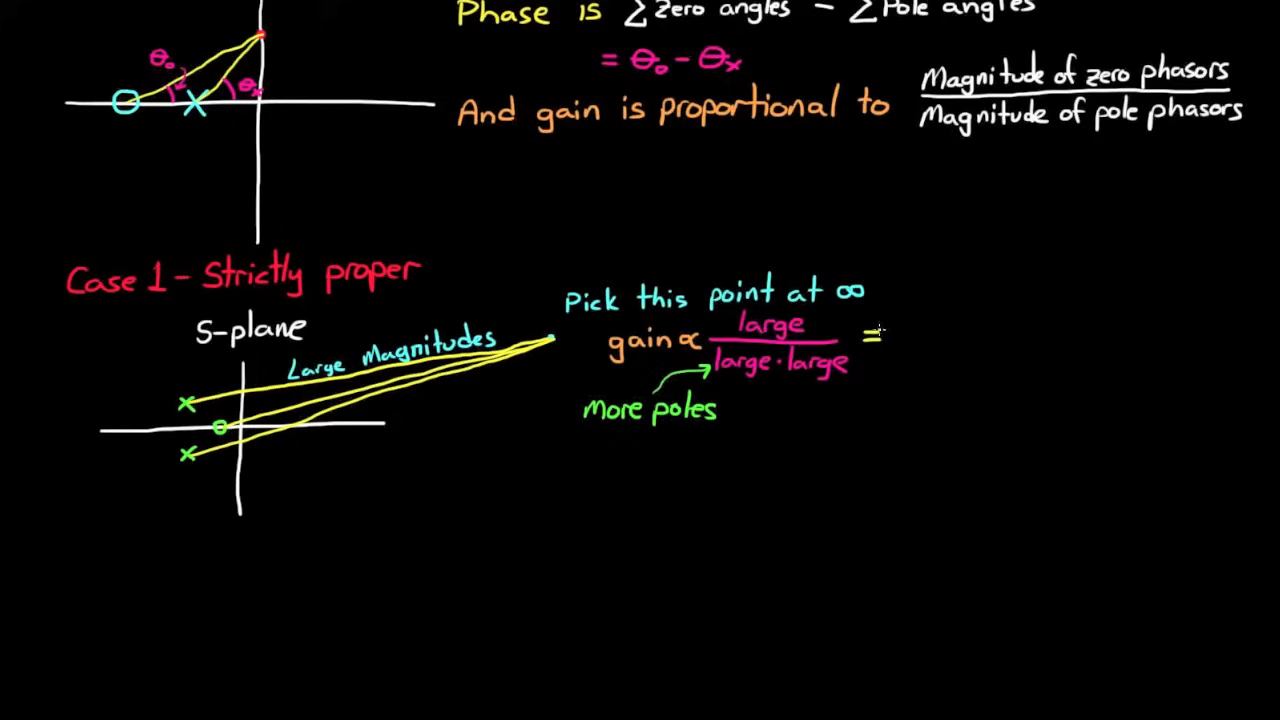 Phase is ∑ Zero angles − ∑ Pole angles
= θₒ − θₓ
θₒ
θₓ
And gain is proportional to Magnitude of zero phasors / Magnitude of pole phasors
Case 1 - Strictly proper
Pick this point at ∞
S-plane
Large Magnitudes
gain ∝ large / large · large =
More poles